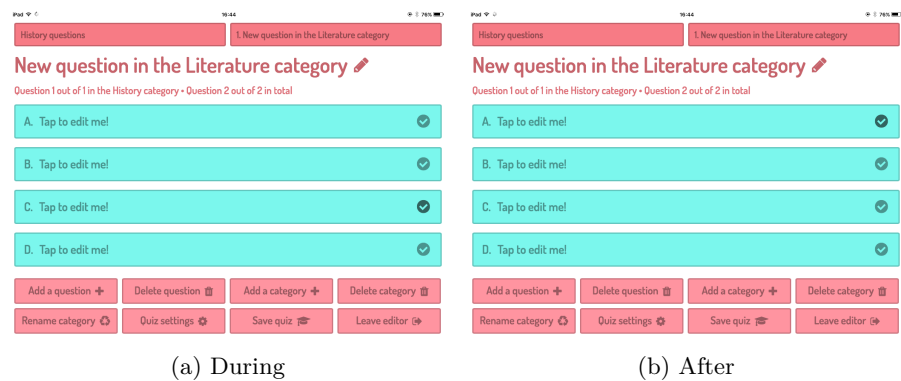 iPad 16:44 76%
History questions 1. New question in the Literature category
New question in the Literature category
Question 1 out of 1 in the History category • Question 2 out of 2 in total
A. Tap to edit me!
B. Tap to edit me!
C. Tap to edit me!
D. Tap to edit me!
Add a question Delete question Add a category Delete category
Rename category Quiz settings Save quiz Leave editor
(a) During
iPad 16:44 76%
History questions 1. New question in the Literature category
New question in the Literature category
Question 1 out of 1 in the History category • Question 2 out of 2 in total
A. Tap to edit me!
B. Tap to edit me!
C. Tap to edit me!
D. Tap to edit me!
Add a question Delete question Add a category Delete category
Rename category Quiz settings Save quiz Leave editor
(b) After